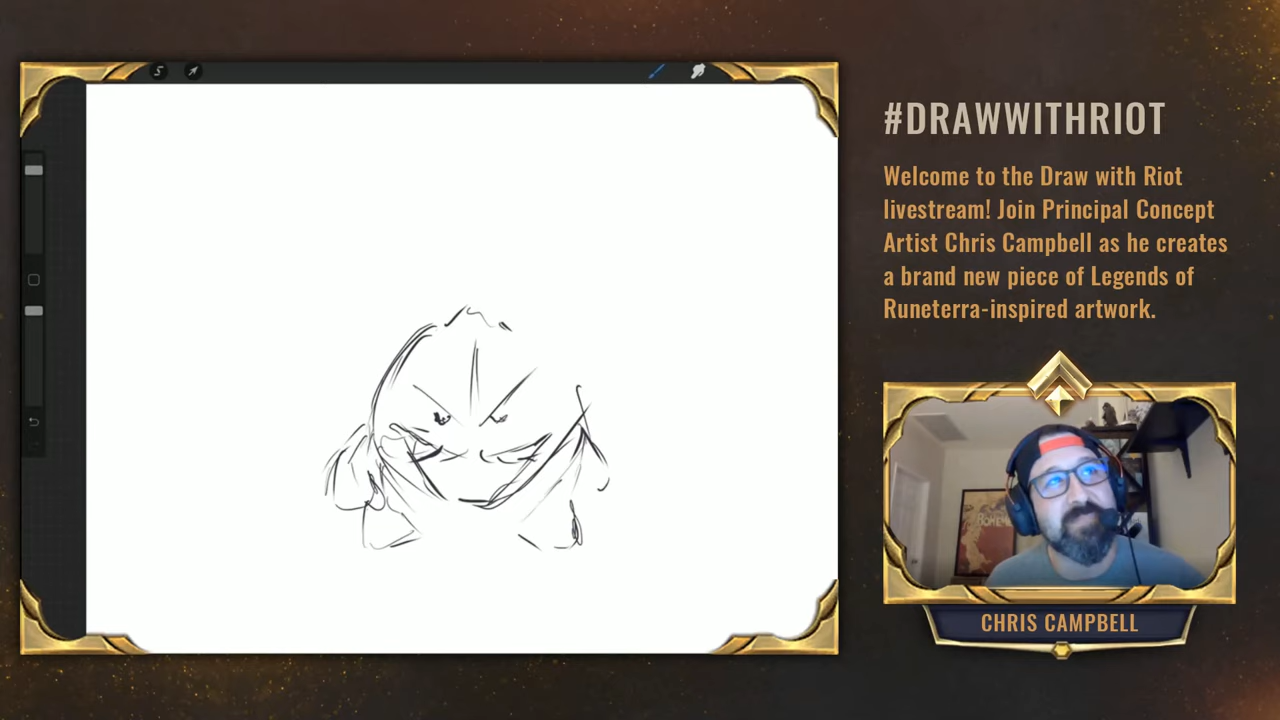 #DRAWWITHRIOT
Welcome to the Draw with Riot
livestream! Join Principal Concept
Artist Chris Campbell as he creates
a brand new piece of Legends of
Runeterra-inspired artwork.
CHRIS CAMPBELL